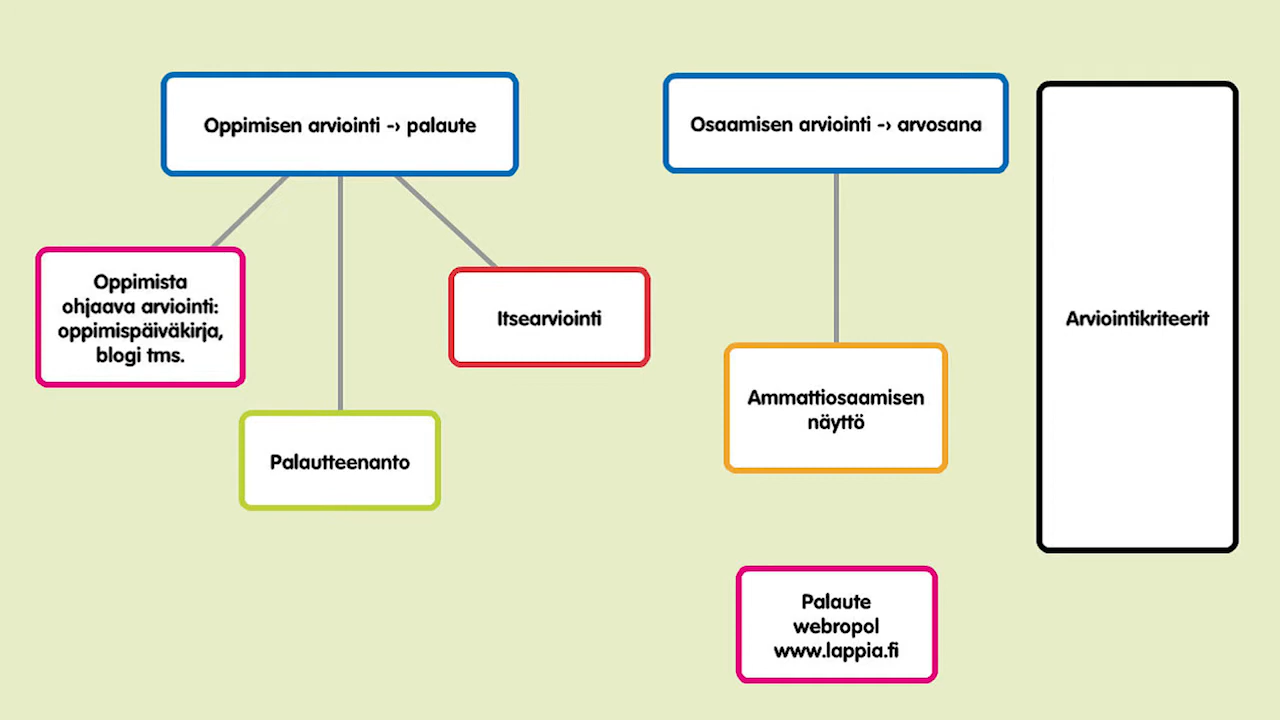 Oppimisen arviointi -› palaute
Osaamisen arviointi -› arvosana
Oppimista
ohjaava arviointi:
oppimispäiväkirja,
blogi tms.
Itsearviointi
Palautteenanto
Ammattiosaamisen
näyttö
Arviointikriteerit
Palaute
webropol
www.lappia.fi